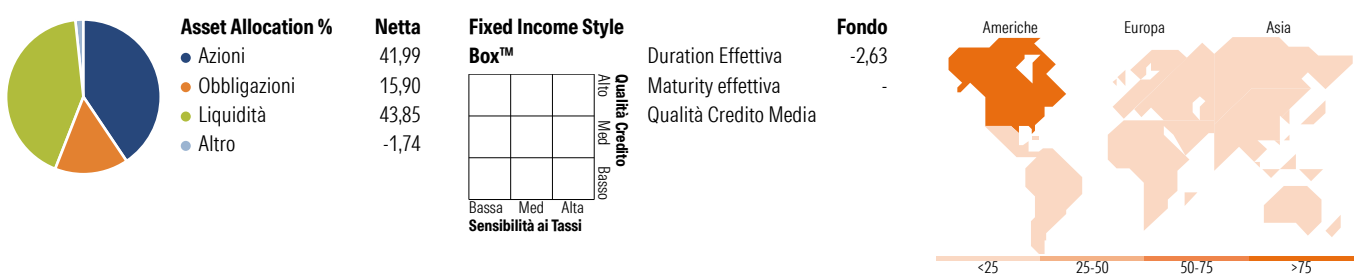 Asset Allocation % Netta
Azioni 41,99
Obbligazioni 15,90
Liquidità 43,85
Altro -1,74
Fixed Income Style
Box™
Alto Med Basso
Qualità Credito
Bassa Med Alta
Sensibilità ai Tassi
Fondo
Duration Effettiva -2,63
Maturity effettiva -
Qualità Credito Media
Americhe Europa Asia
<25 25-50 50-75 >75